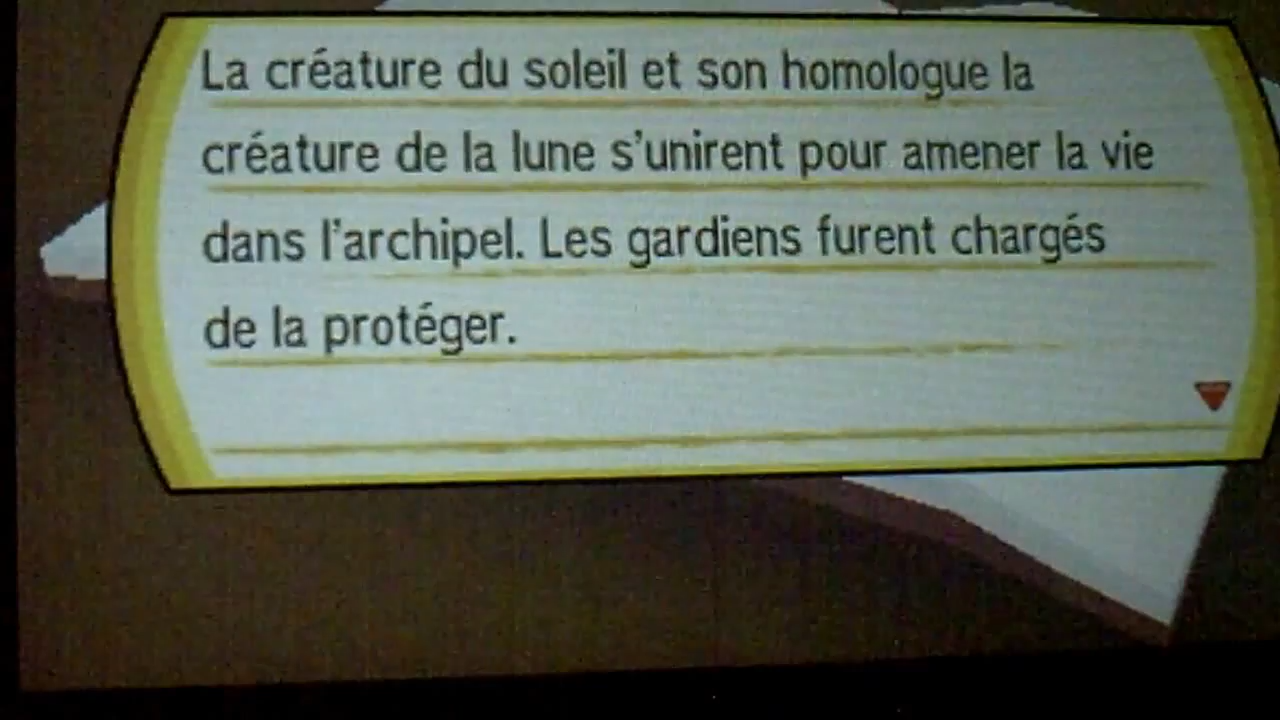 La créature du soleil et son homologue la
créature de la lune s'unirent pour amener la vie
dans l'archipel. Les gardiens furent chargés
de la protéger.